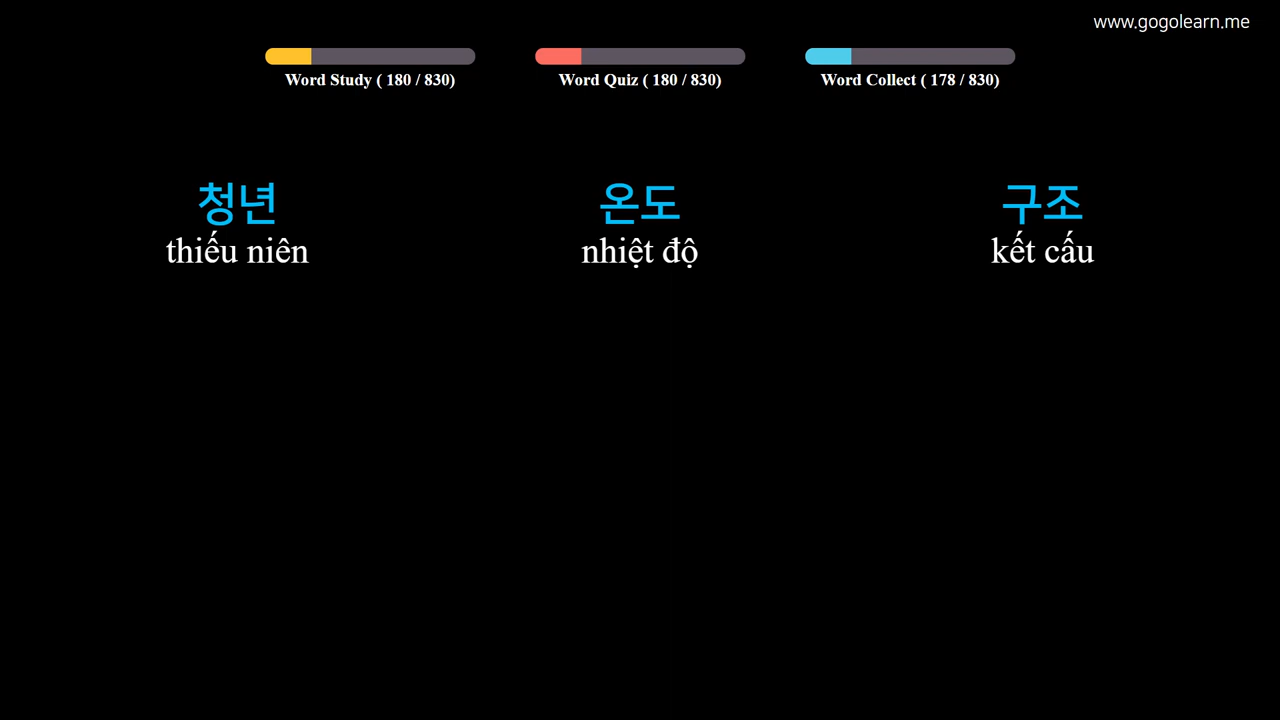 www.gogolearn.me
Word Study ( 180 / 830)
Word Quiz ( 180 / 830)
Word Collect ( 178 / 830)
청년
thiếu niên
온도
nhiệt độ
구조
kết cấu